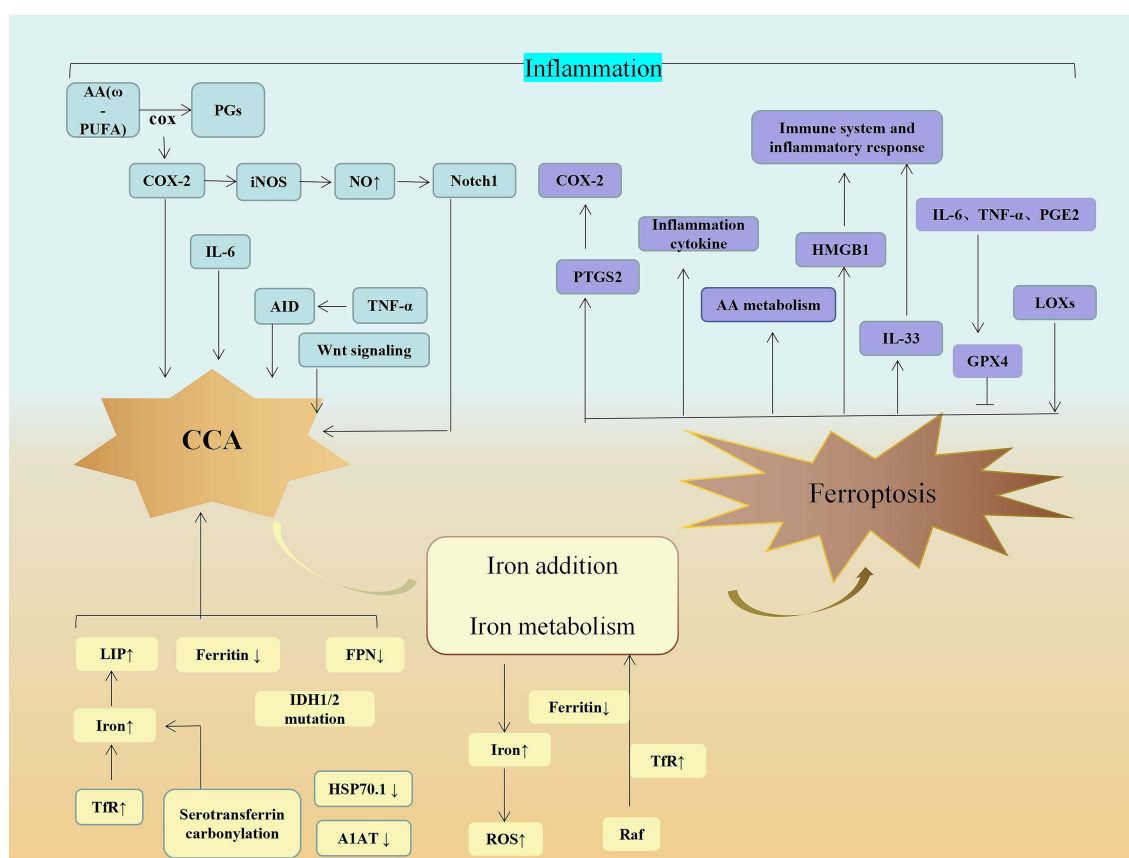 Inflammation
AA(ω
-
PUFA)
cox
PGs
COX-2
iNOS
NO↑
Notch1
IL-6
AID
TNF-α
Wnt signaling
CCA
Immune system and
inflammatory response
COX-2
Inflammation
cytokine
IL-6、TNF-α、PGE2
HMGB1
PTGS2
AA metabolism
LOXs
IL-33
GPX4
Ferroptosis
Iron addition
Iron metabolism
LIP↑
Ferritin ↓
FPN↓
IDH1/2
mutation
Iron↑
TfR↑
Serotransferrin
carbonylation
HSP70.1 ↓
A1AT ↓
Ferritin↓
Iron↑
TfR↑
ROS↑
Raf